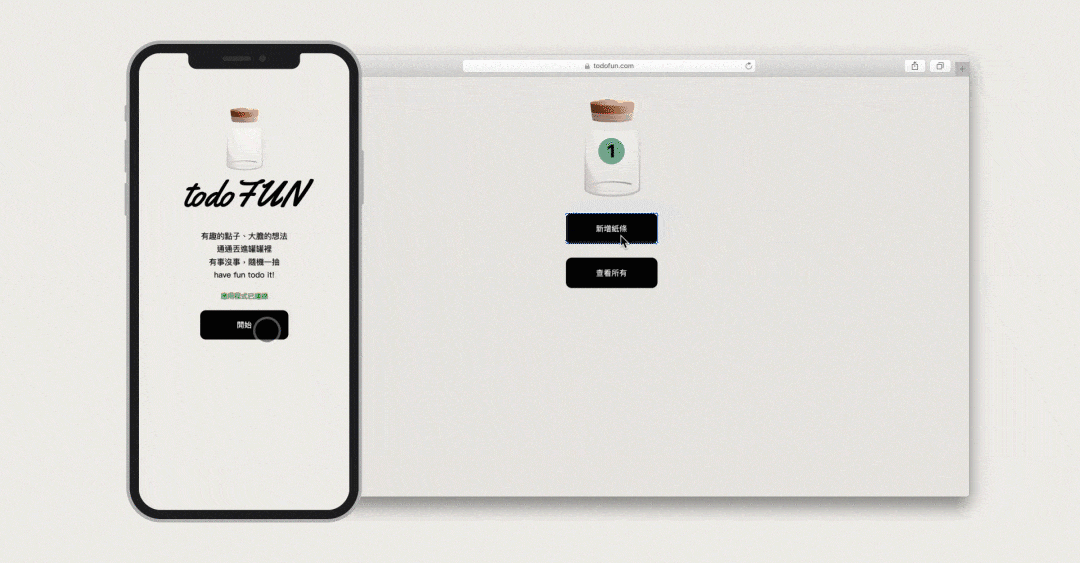 todoFUN
有趣的點子、大膽的想法
通通丟進罐罐裡
有事沒事，隨機一抽
have fun todo it!
應用程式已連線
開始
todofun.com
1
新增紙條
查看所有